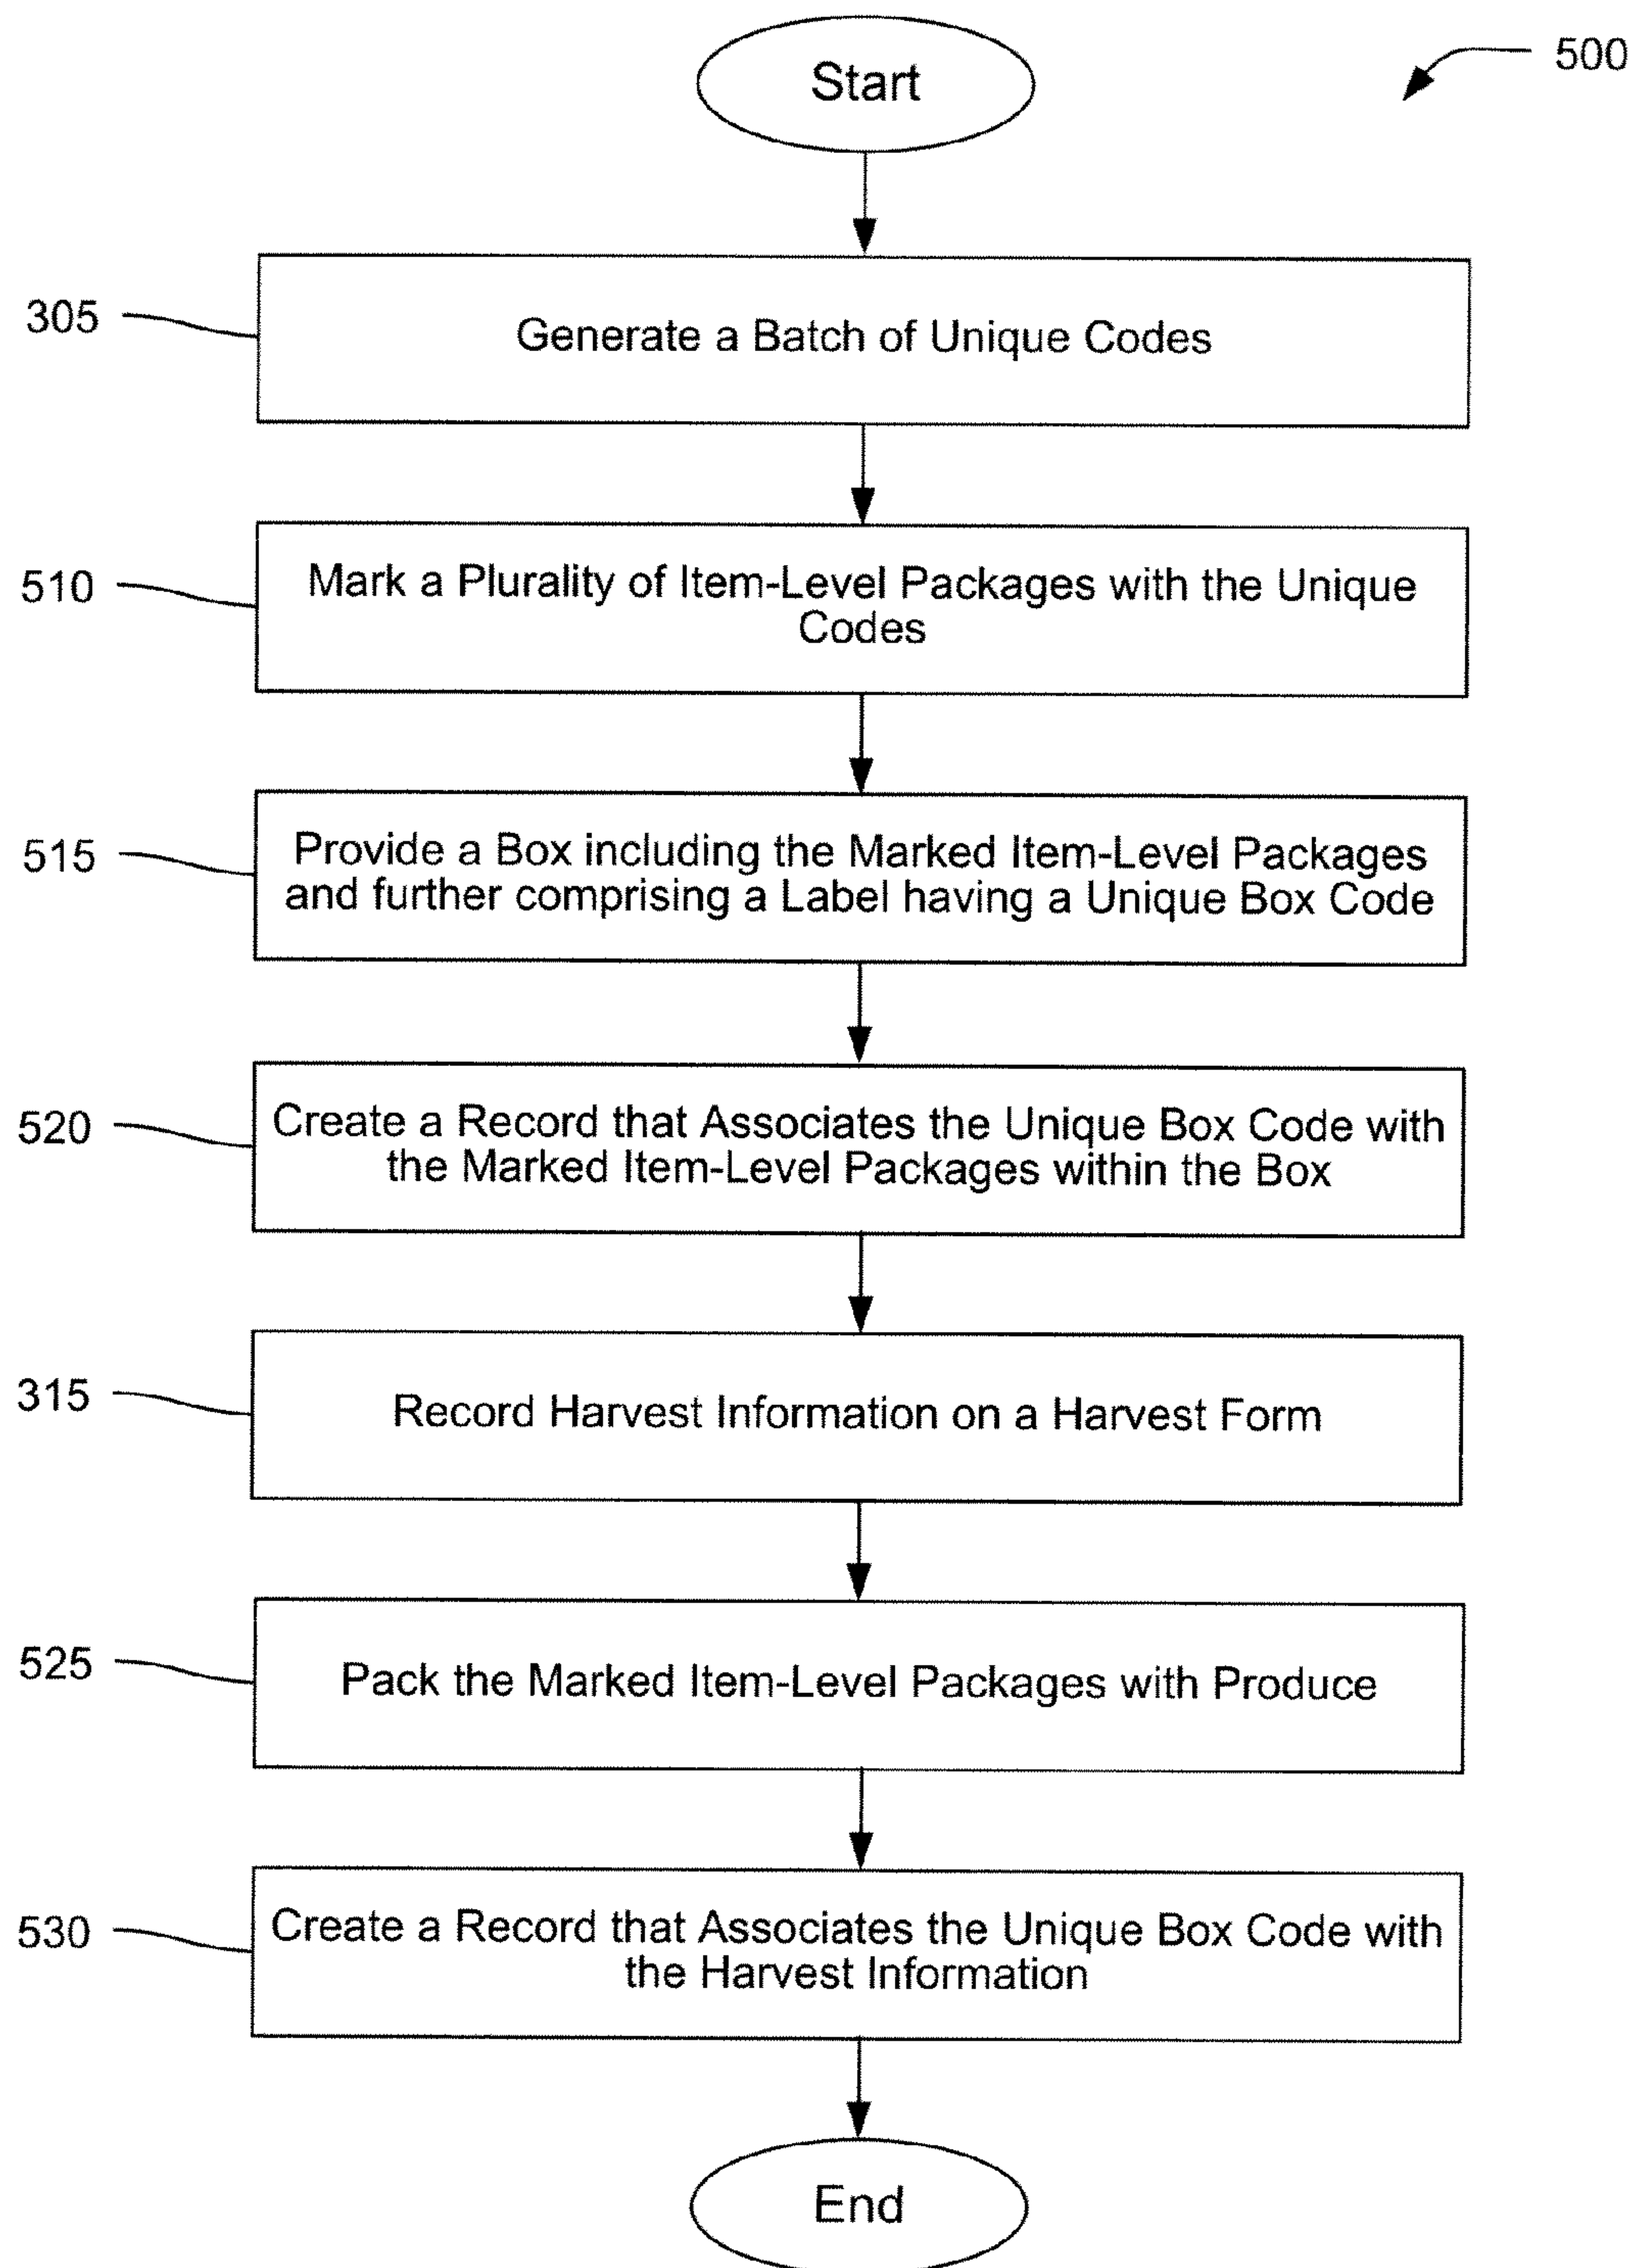 Start
500
305
Generate a Batch of Unique Codes
510
Mark a Plurality of Item-Level Packages with the Unique
Codes
515
Provide a Box including the Marked Item-Level Packages
and further comprising a Label having a Unique Box Code
520
Create a Record that Associates the Unique Box Code with
the Marked Item-Level Packages within the Box
315
Record Harvest Information on a Harvest Form
525
Pack the Marked Item-Level Packages with Produce
530
Create a Record that Associates the Unique Box Code with
the Harvest Information
End